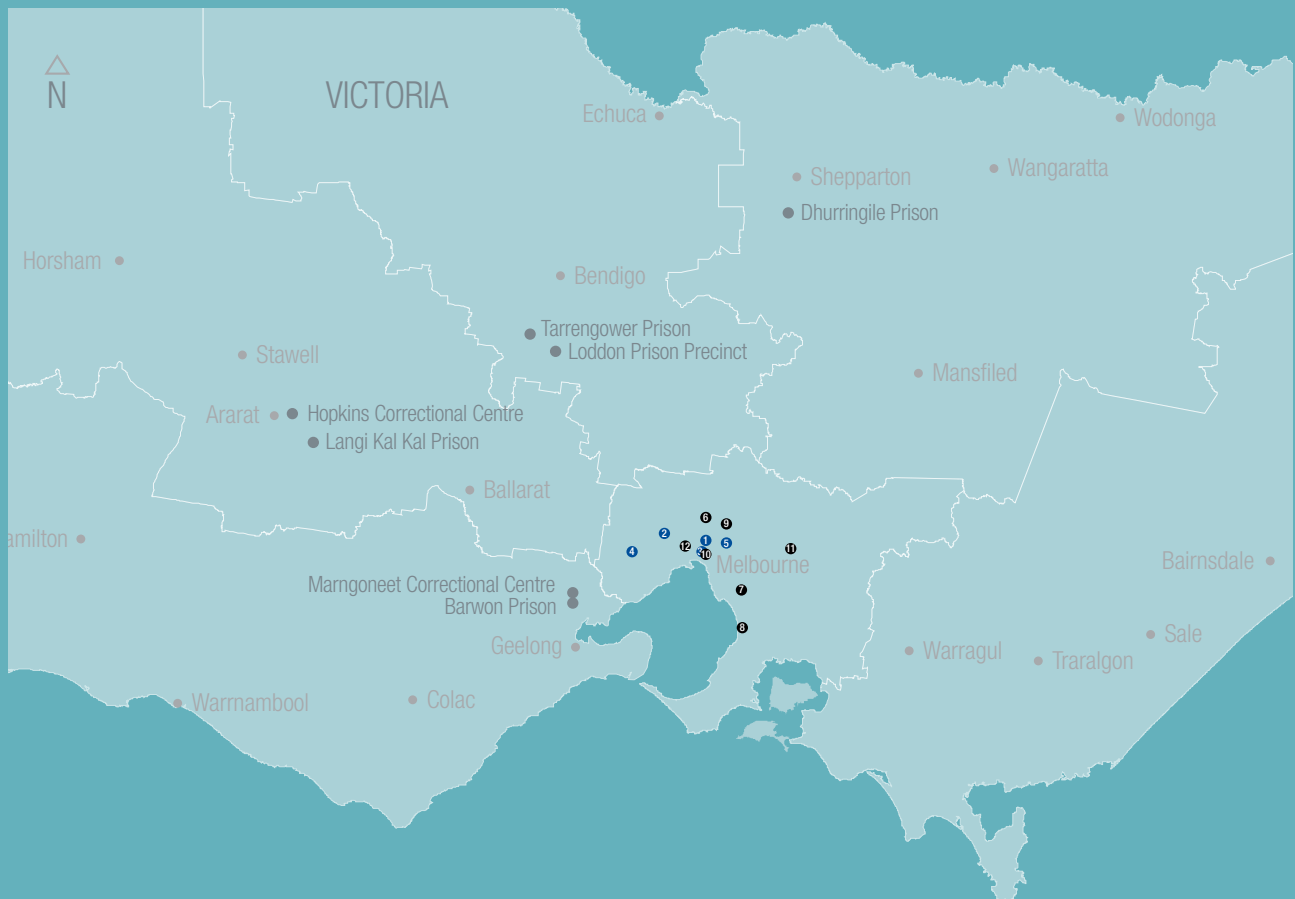 VICTORIA
N
Echuca
Wodonga
Wangaratta
Shepparton
Dhurringile Prison
Horsham
Bendigo
Tarrengower Prison
Loddon Prison Precinct
Stawell
Mansfiled
Ararat
Hopkins Correctional Centre
Langi Kal Kal Prison
Ballarat
6
9
2
1
5
12
4
3
10
11
amilton
Melbourne
Bairnsdale
Marngoneet Correctional Centre
7
Barwon Prison
8
Geelong
Sale
Warragul
Traralgon
Warrnambool
Colac